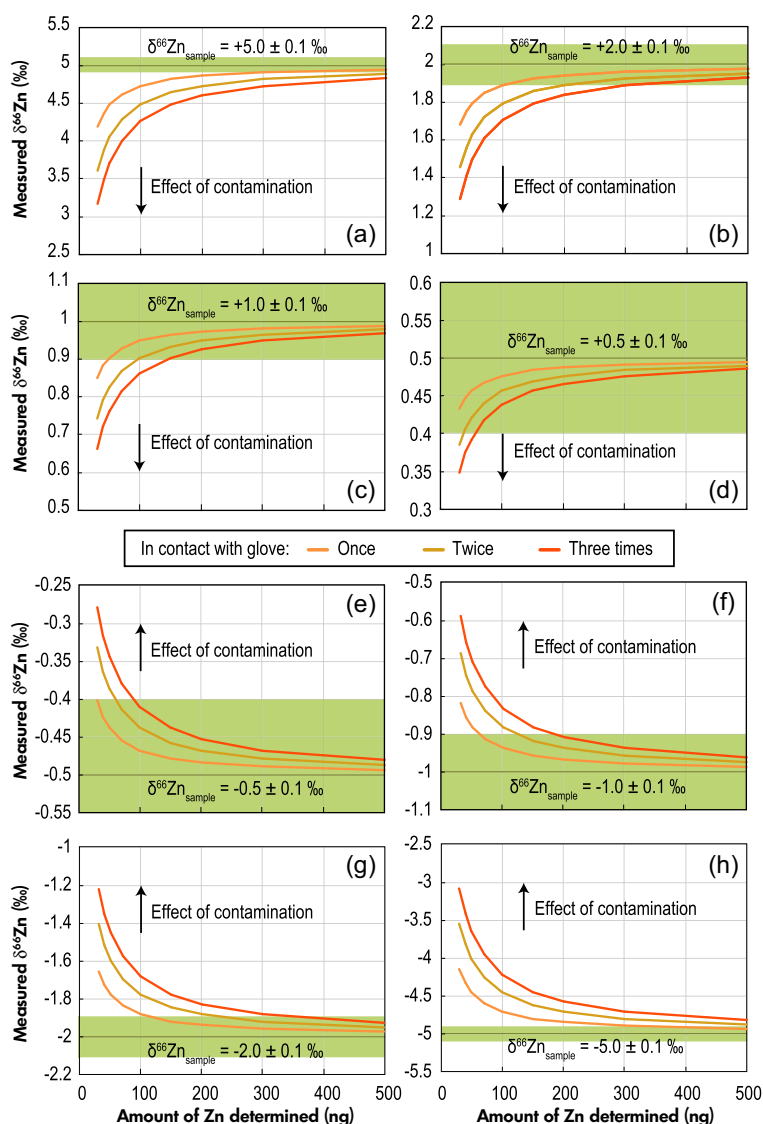 5.5
5
4.5
4
3.5
3
2.5
Measured δ⁶⁶Zn (‰)
δ⁶⁶Zn_sample = +5.0 ± 0.1 ‰
Effect of contamination
(a)
2.2
2
1.8
1.6
1.4
1.2
1
δ⁶⁶Zn_sample = +2.0 ± 0.1 ‰
Effect of contamination
(b)
1.1
1
0.9
0.8
0.7
0.6
0.5
Measured δ⁶⁶Zn (‰)
δ⁶⁶Zn_sample = +1.0 ± 0.1 ‰
Effect of contamination
(c)
0.6
0.55
0.5
0.45
0.4
0.35
0.3
δ⁶⁶Zn_sample = +0.5 ± 0.1 ‰
Effect of contamination
(d)
In contact with glove: Once Twice Three times
-0.25
-0.3
-0.35
-0.4
-0.45
-0.5
-0.55
Measured δ⁶⁶Zn (‰)
(e)
Effect of contamination
δ⁶⁶Zn_sample = -0.5 ± 0.1 ‰
-0.5
-0.6
-0.7
-0.8
-0.9
-1
-1.1
(f)
Effect of contamination
δ⁶⁶Zn_sample = -1.0 ± 0.1 ‰
-1
-1.2
-1.4
-1.6
-1.8
-2
-2.2
Measured δ⁶⁶Zn (‰)
(g)
Effect of contamination
δ⁶⁶Zn_sample = -2.0 ± 0.1 ‰
0 100 200 300 400 500
Amount of Zn determined (ng)
-2.5
-3
-3.5
-4
-4.5
-5
-5.5
(h)
Effect of contamination
δ⁶⁶Zn_sample = -5.0 ± 0.1 ‰
0 100 200 300 400 500
Amount of Zn determined (ng)